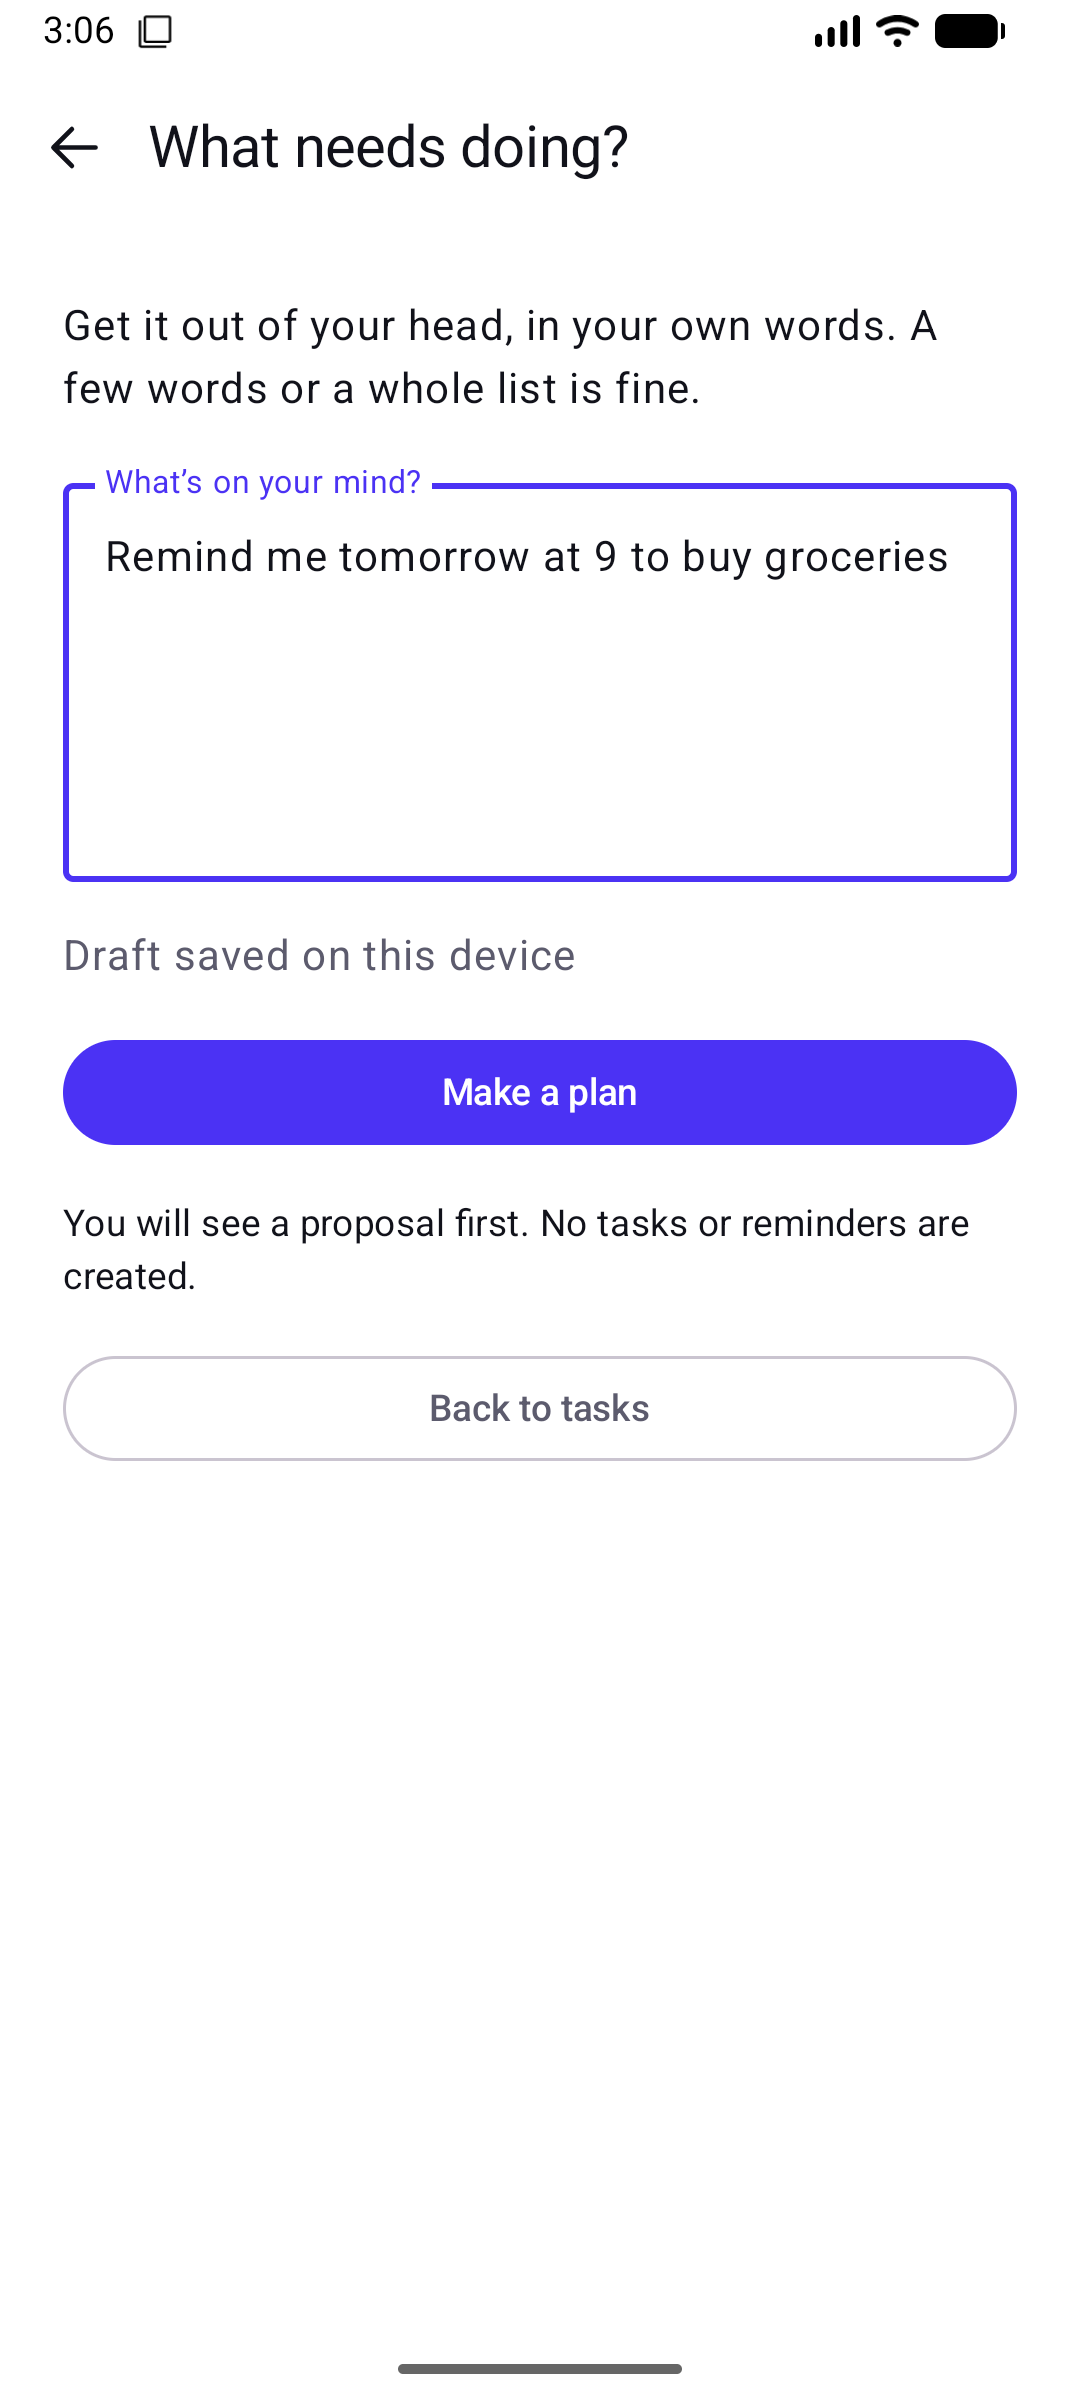 3:06
What needs doing?
Get it out of your head, in your own words. A
few words or a whole list is fine.
What’s on your mind?
Remind me tomorrow at 9 to buy groceries
Draft saved on this device
Make a plan
You will see a proposal first. No tasks or reminders are
created.
Back to tasks